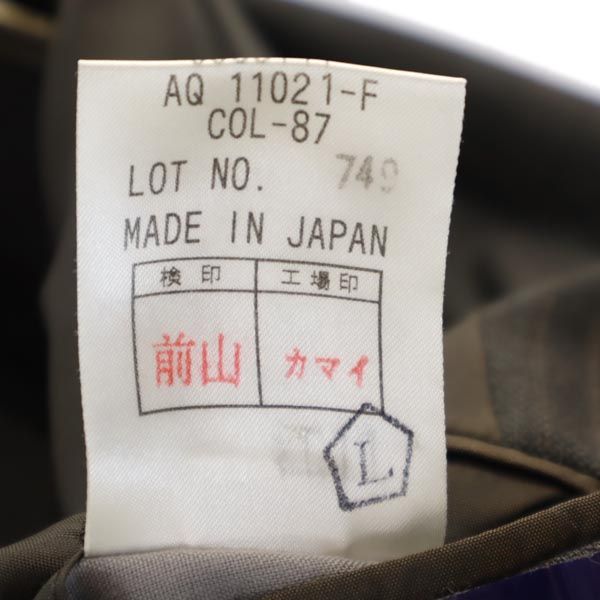 AQ 11021-F
COL-87
LOT NO. 749
MADE IN JAPAN
検印 工場印
前山 カマイ
L